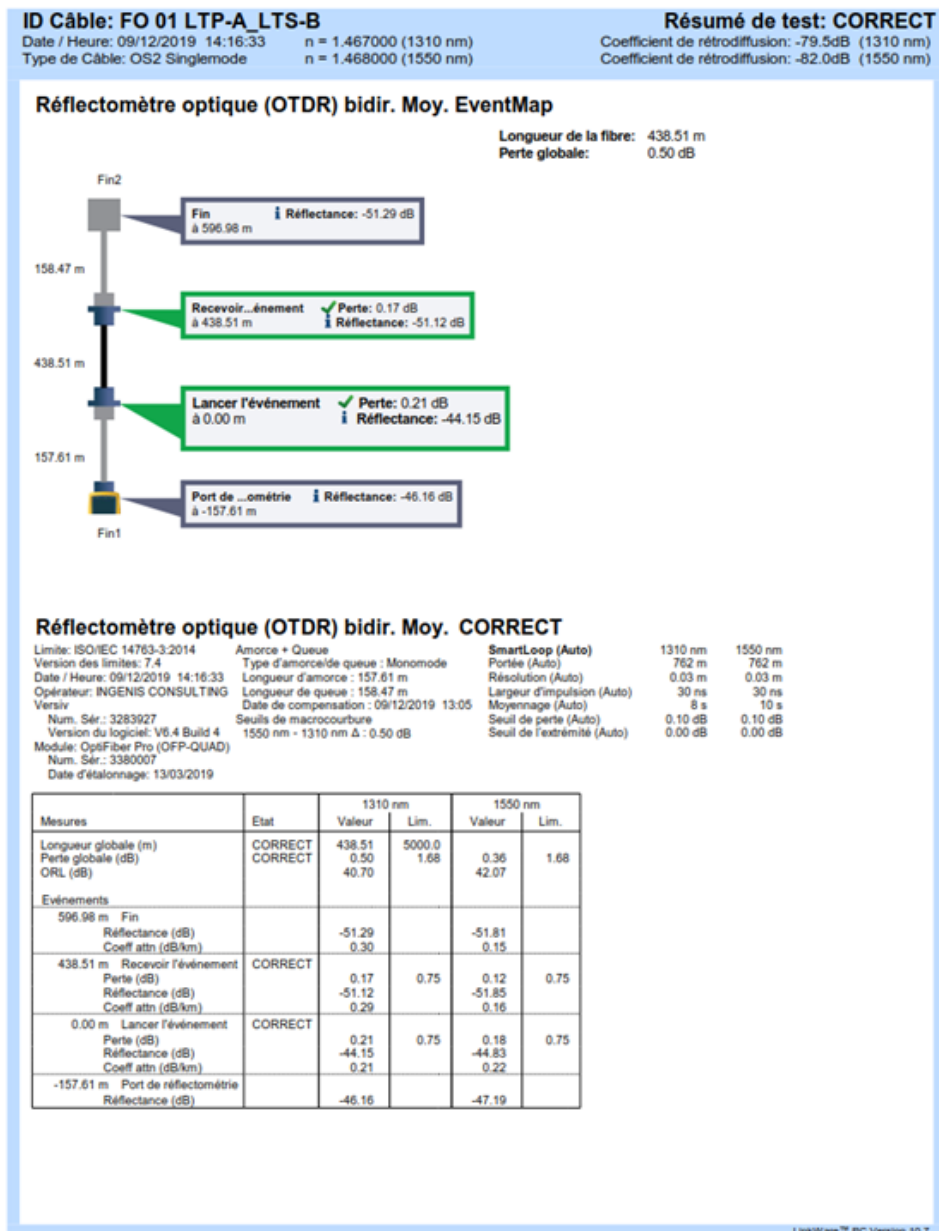 ID Câble: FO 01 LTP-A_LTS-B
Résumé de test: CORRECT
Date / Heure: 09/12/2019 14:16:33 n = 1.467000 (1310 nm) Coefficient de rétrodiffusion: -79.5dB (1310 nm)
Type de Câble: OS2 Singlemode n = 1.468000 (1550 nm) Coefficient de rétrodiffusion: -82.0dB (1550 nm)
Réflectomètre optique (OTDR) bidir. Moy. EventMap
Longueur de la fibre: 438.51 m
Perte globale: 0.50 dB
Fin2
Fin i Réflectance: -51.29 dB
à 596.98 m
158.47 m
Recevoir...énement ✓ Perte: 0.17 dB
à 438.51 m i Réflectance: -51.12 dB
438.51 m
Lancer l'événement ✓ Perte: 0.21 dB
à 0.00 m i Réflectance: -44.15 dB
157.61 m
Port de ...ométrie i Réflectance: -46.16 dB
à -157.61 m
Fin1
Réflectomètre optique (OTDR) bidir. Moy. CORRECT
Limite: ISO/IEC 14763-3:2014
Version des limites: 7.4
Date / Heure: 09/12/2019 14:16:33
Opérateur: INGENIS CONSULTING
Versiv
Num. Sér.: 3283927
Version du logiciel: V6.4 Build 4
Module: OptiFiber Pro (OFP-QUAD)
Num. Sér.: 3380007
Date d'étalonnage: 13/03/2019
Amorce + Queue
Type d'amorce/de queue : Monomode
Longueur d'amorce : 157.61 m
Longueur de queue : 158.47 m
Date de compensation : 09/12/2019 13:05
Seuils de macrocourbure
1550 nm - 1310 nm Δ : 0.50 dB
SmartLoop (Auto) 1310 nm 1550 nm
Portée (Auto) 762 m 762 m
Résolution (Auto) 0.03 m 0.03 m
Largeur d'impulsion (Auto) 30 ns 30 ns
Moyennage (Auto) 8 s 10 s
Seuil de perte (Auto) 0.10 dB 0.10 dB
Seuil de l'extrémité (Auto) 0.00 dB 0.00 dB
1310 nm 1550 nm
Mesures Etat Valeur Lim. Valeur Lim.
Longueur globale (m) CORRECT 438.51 5000.0
Perte globale (dB) CORRECT 0.50 1.68 0.36 1.68
ORL (dB) 40.70 42.07
Evénements
596.98 m Fin
Réflectance (dB) -51.29 -51.81
Coeff attn (dB/km) 0.30 0.15
438.51 m Recevoir l'événement CORRECT
Perte (dB) 0.17 0.75 0.12 0.75
Réflectance (dB) -51.12 -51.85
Coeff attn (dB/km) 0.29 0.16
0.00 m Lancer l'événement CORRECT
Perte (dB) 0.21 0.75 0.18 0.75
Réflectance (dB) -44.15 -44.83
Coeff attn (dB/km) 0.21 0.22
-157.61 m Port de réflectométrie
Réflectance (dB) -46.16 -47.19